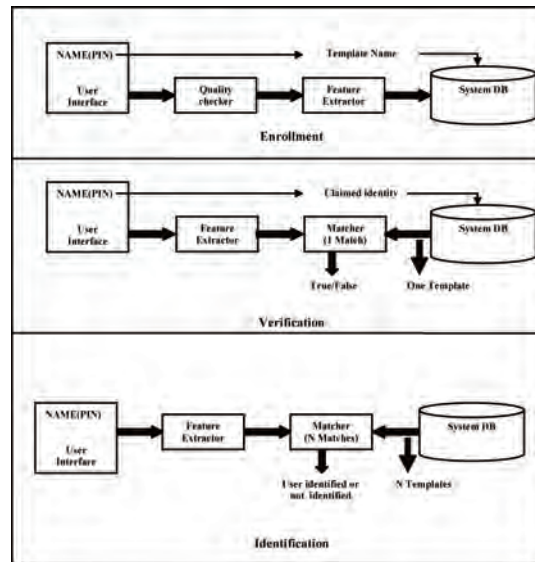 NAME(PIN)
Template Name
System DB
User
Interface
Quality
checker
Feature
Extractor
Enrollment
NAME(PIN)
Claimed identity
System DB
User
Interface
Feature
Extractor
Matcher
(1 Match)
True/False
One Template
Verification
NAME(PIN)
User
Interface
Feature
Extractor
Matcher
(N Matches)
System DB
User identified or
not identified
N Templates
Identification